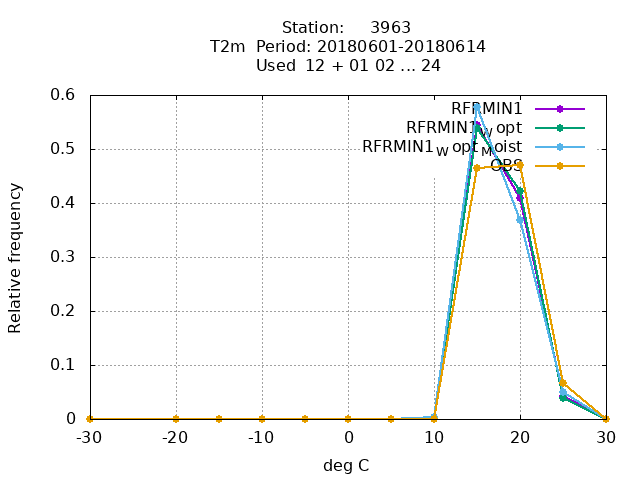 Station: 3963
T2m Period: 20180601-20180614
Used 12 + 01 02 ... 24
RFRMIN1
RFRMIN1_W opt
RFRMIN1_W opt_Moist
OBS
0.6
0.5
0.4
0.3
0.2
0.1
0
Relative frequency
-30 -20 -10 0 10 20 30
deg C